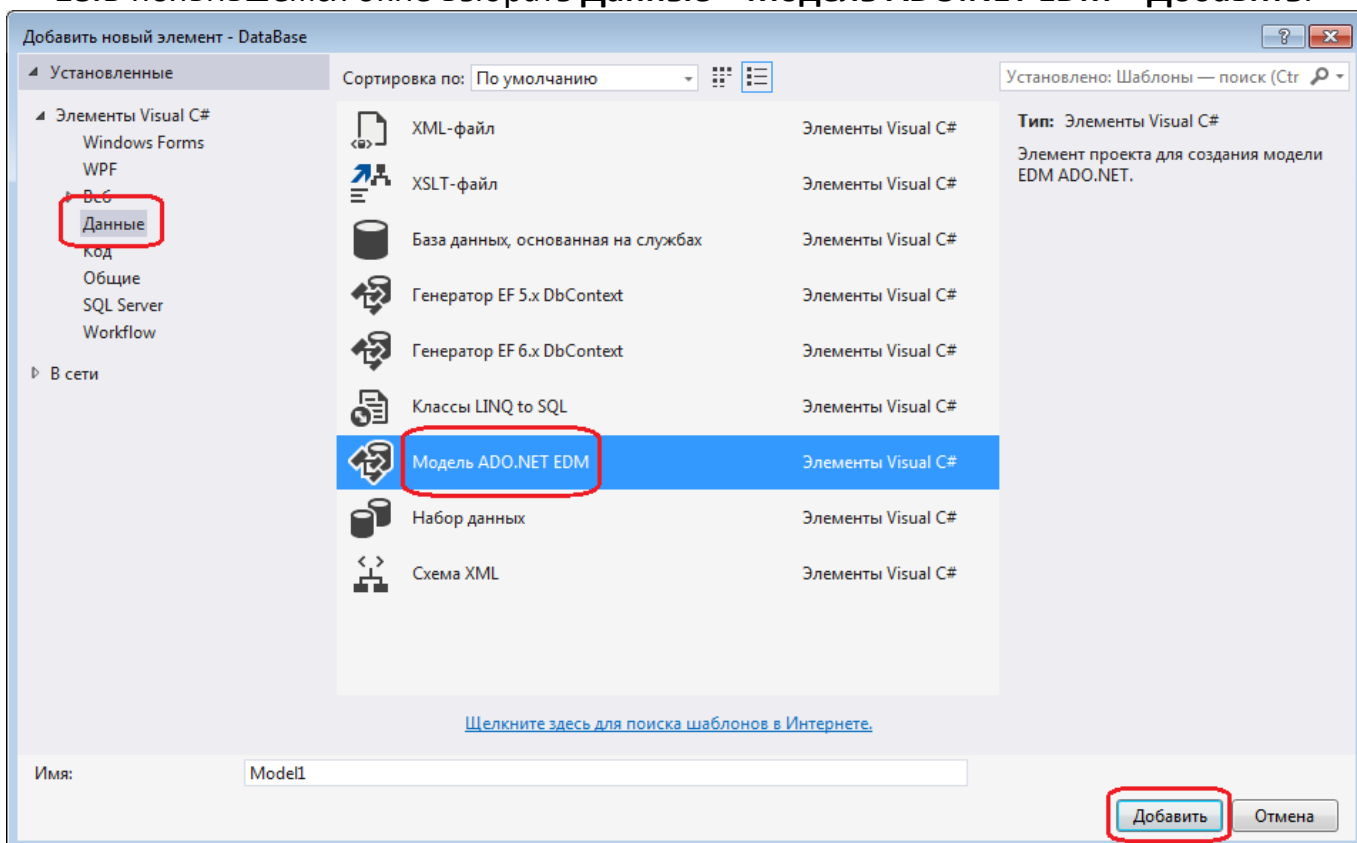 Добавить новый элемент - DataBase
Установленные
Сортировка по: По умолчанию
Установлено: Шаблоны — поиск (Ctr
Элементы Visual C#
Windows Forms
WPF
Веб
Данные
Код
Общие
SQL Server
Workflow
В сети
XML-файл Элементы Visual C#
XSLT-файл Элементы Visual C#
База данных, основанная на службах Элементы Visual C#
Генератор EF 5.x DbContext Элементы Visual C#
Генератор EF 6.x DbContext Элементы Visual C#
Классы LINQ to SQL Элементы Visual C#
Модель ADO.NET EDM Элементы Visual C#
Набор данных Элементы Visual C#
Схема XML Элементы Visual C#
Тип: Элементы Visual C#
Элемент проекта для создания модели
EDM ADO.NET.
Щелкните здесь для поиска шаблонов в Интернете.
Имя: Model1
Добавить Отмена